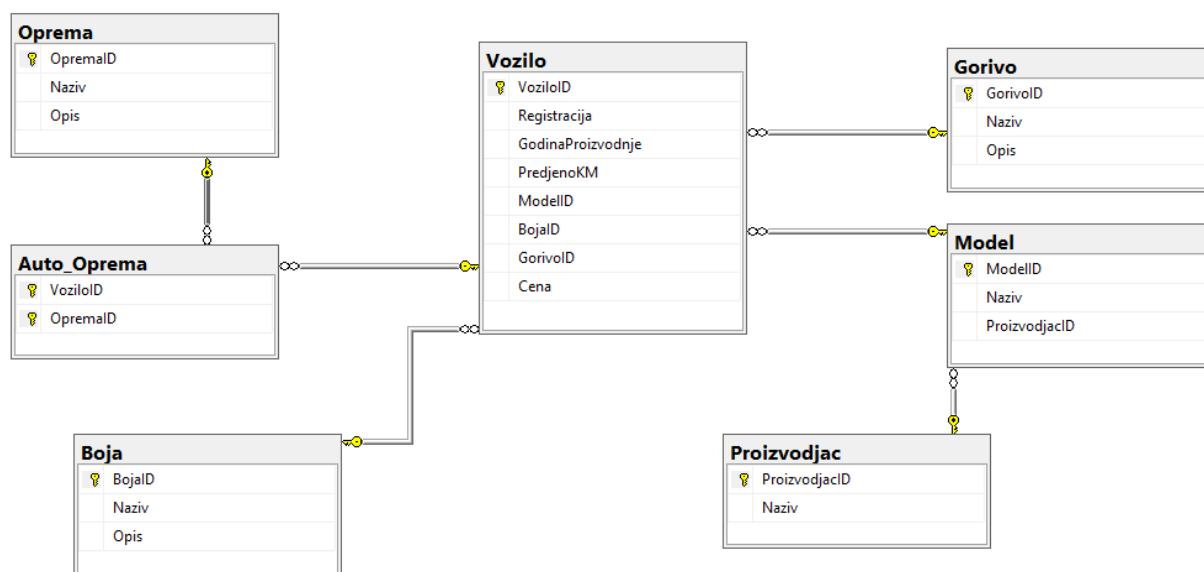 Oprema
OpremaID
Naziv
Opis
Auto_Oprema
VoziloID
OpremaID
Boja
BojaID
Naziv
Opis
Vozilo
VoziloID
Registracija
GodinaProizvodnje
PredjenoKM
ModelID
BojaID
GorivoID
Cena
Gorivo
GorivoID
Naziv
Opis
Model
ModelID
Naziv
ProizvodjacID
Proizvodjac
ProizvodjacID
Naziv